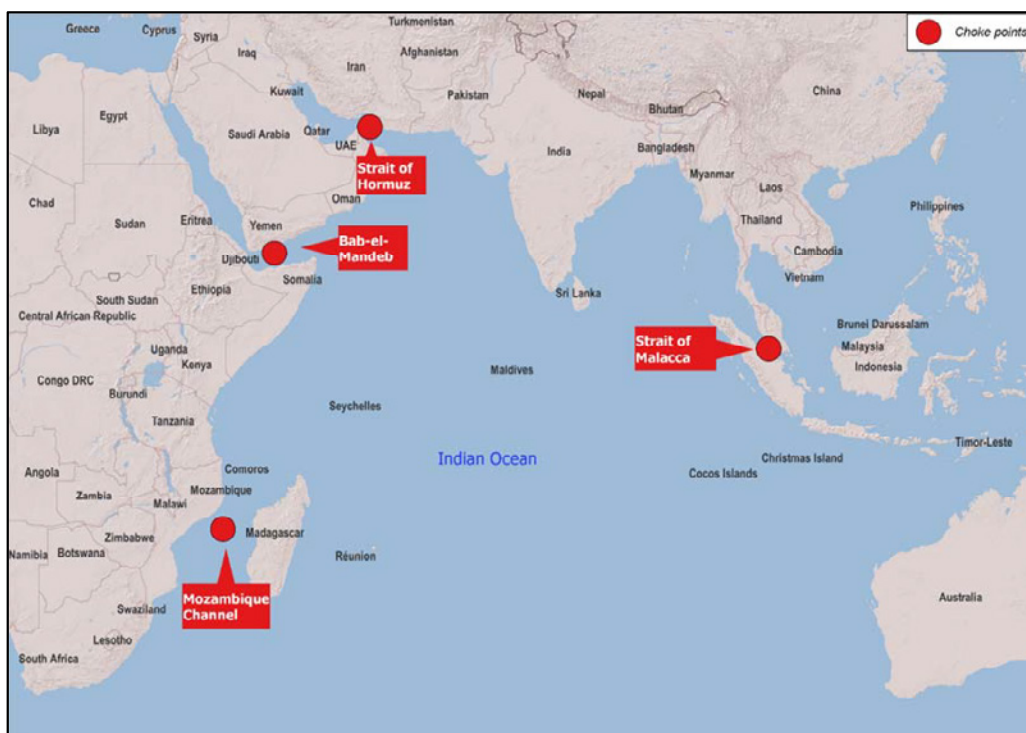 Choke points
Greece
Cyprus
Turkmenistan
Syria
Iraq
Iran
Afghanistan
Kuwait
Pakistan
Nepal
Bhutan
China
Libya
Egypt
Saudi Arabia
Qatar
UAE
Strait of
Hormuz
India
Bangladesh
Myanmar
Laos
Oman
Chad
Sudan
Eritrea
Yemen
Bab-el-
Mandeb
Thailand
Philippines
Djibouti
Somalia
Cambodia
Vietnam
South Sudan
Ethiopia
Sri Lanka
Central African Republic
Brunei Darussalam
Strait of
Malacca
Malaysia
Indonesia
Uganda
Kenya
Congo DRC
Burundi
Maldives
Seychelles
Tanzania
Timor-Leste
Indian Ocean
Christmas Island
Cocos Islands
Angola
Comoros
Zambia
Mozambique
Malawi
Zimbabwe
Madagascar
Namibia
Botswana
Réunion
Mozambique
Channel
Swaziland
Australia
Lesotho
South Africa